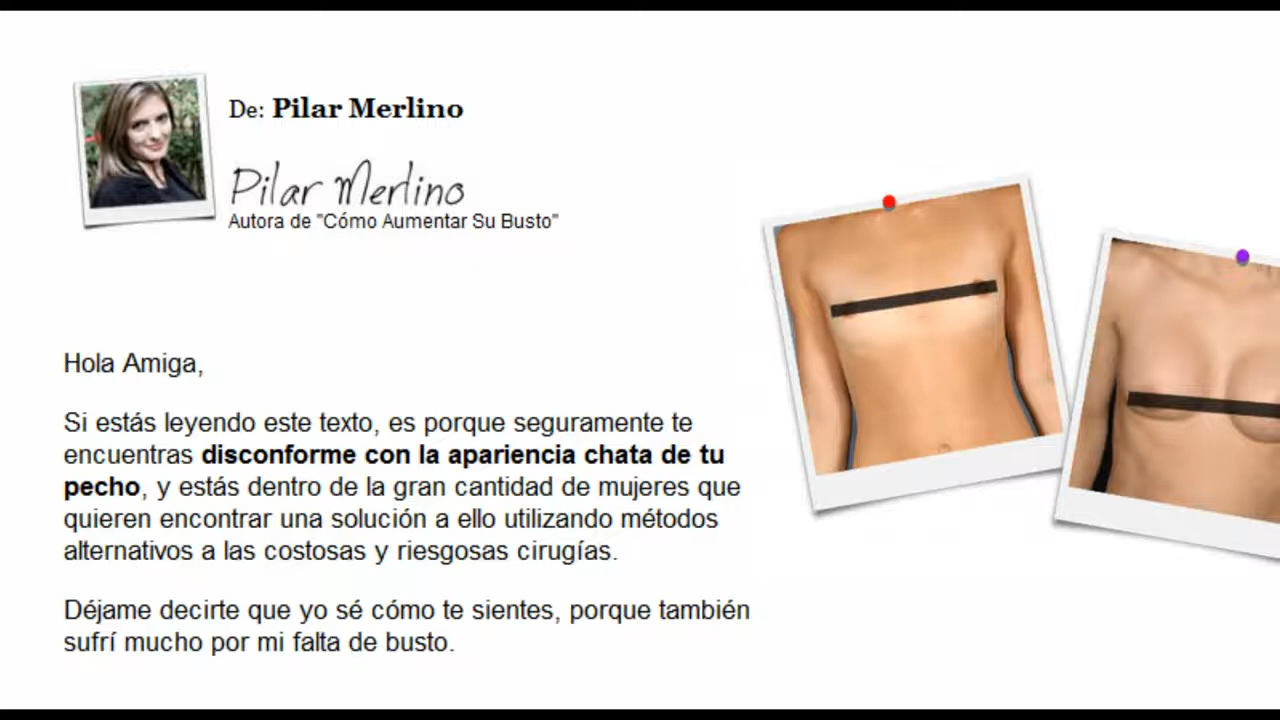 De: Pilar Merlino
Pilar Merlino
Autora de "Cómo Aumentar Su Busto"
Hola Amiga,
Si estás leyendo este texto, es porque seguramente te
encuentras disconforme con la apariencia chata de tu
pecho, y estás dentro de la gran cantidad de mujeres que
quieren encontrar una solución a ello utilizando métodos
alternativos a las costosas y riesgosas cirugías.
Déjame decirte que yo sé cómo te sientes, porque también
sufrí mucho por mi falta de busto.